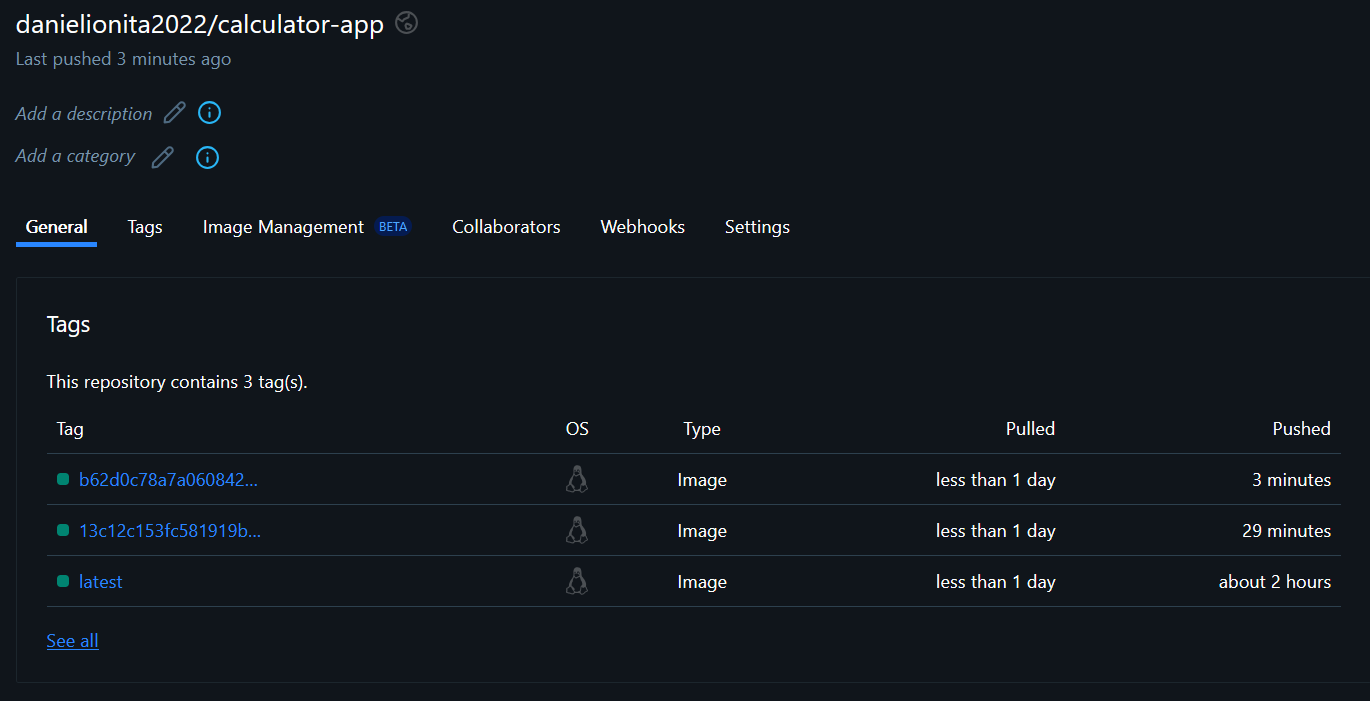 danielionita2022/calculator-app
Last pushed 3 minutes ago
Add a description
Add a category
General Tags Image Management BETA Collaborators Webhooks Settings
Tags
This repository contains 3 tag(s).
Tag OS Type Pulled Pushed
b62d0c78a7a060842... Image less than 1 day 3 minutes
13c12c153fc581919b... Image less than 1 day 29 minutes
latest Image less than 1 day about 2 hours
See all